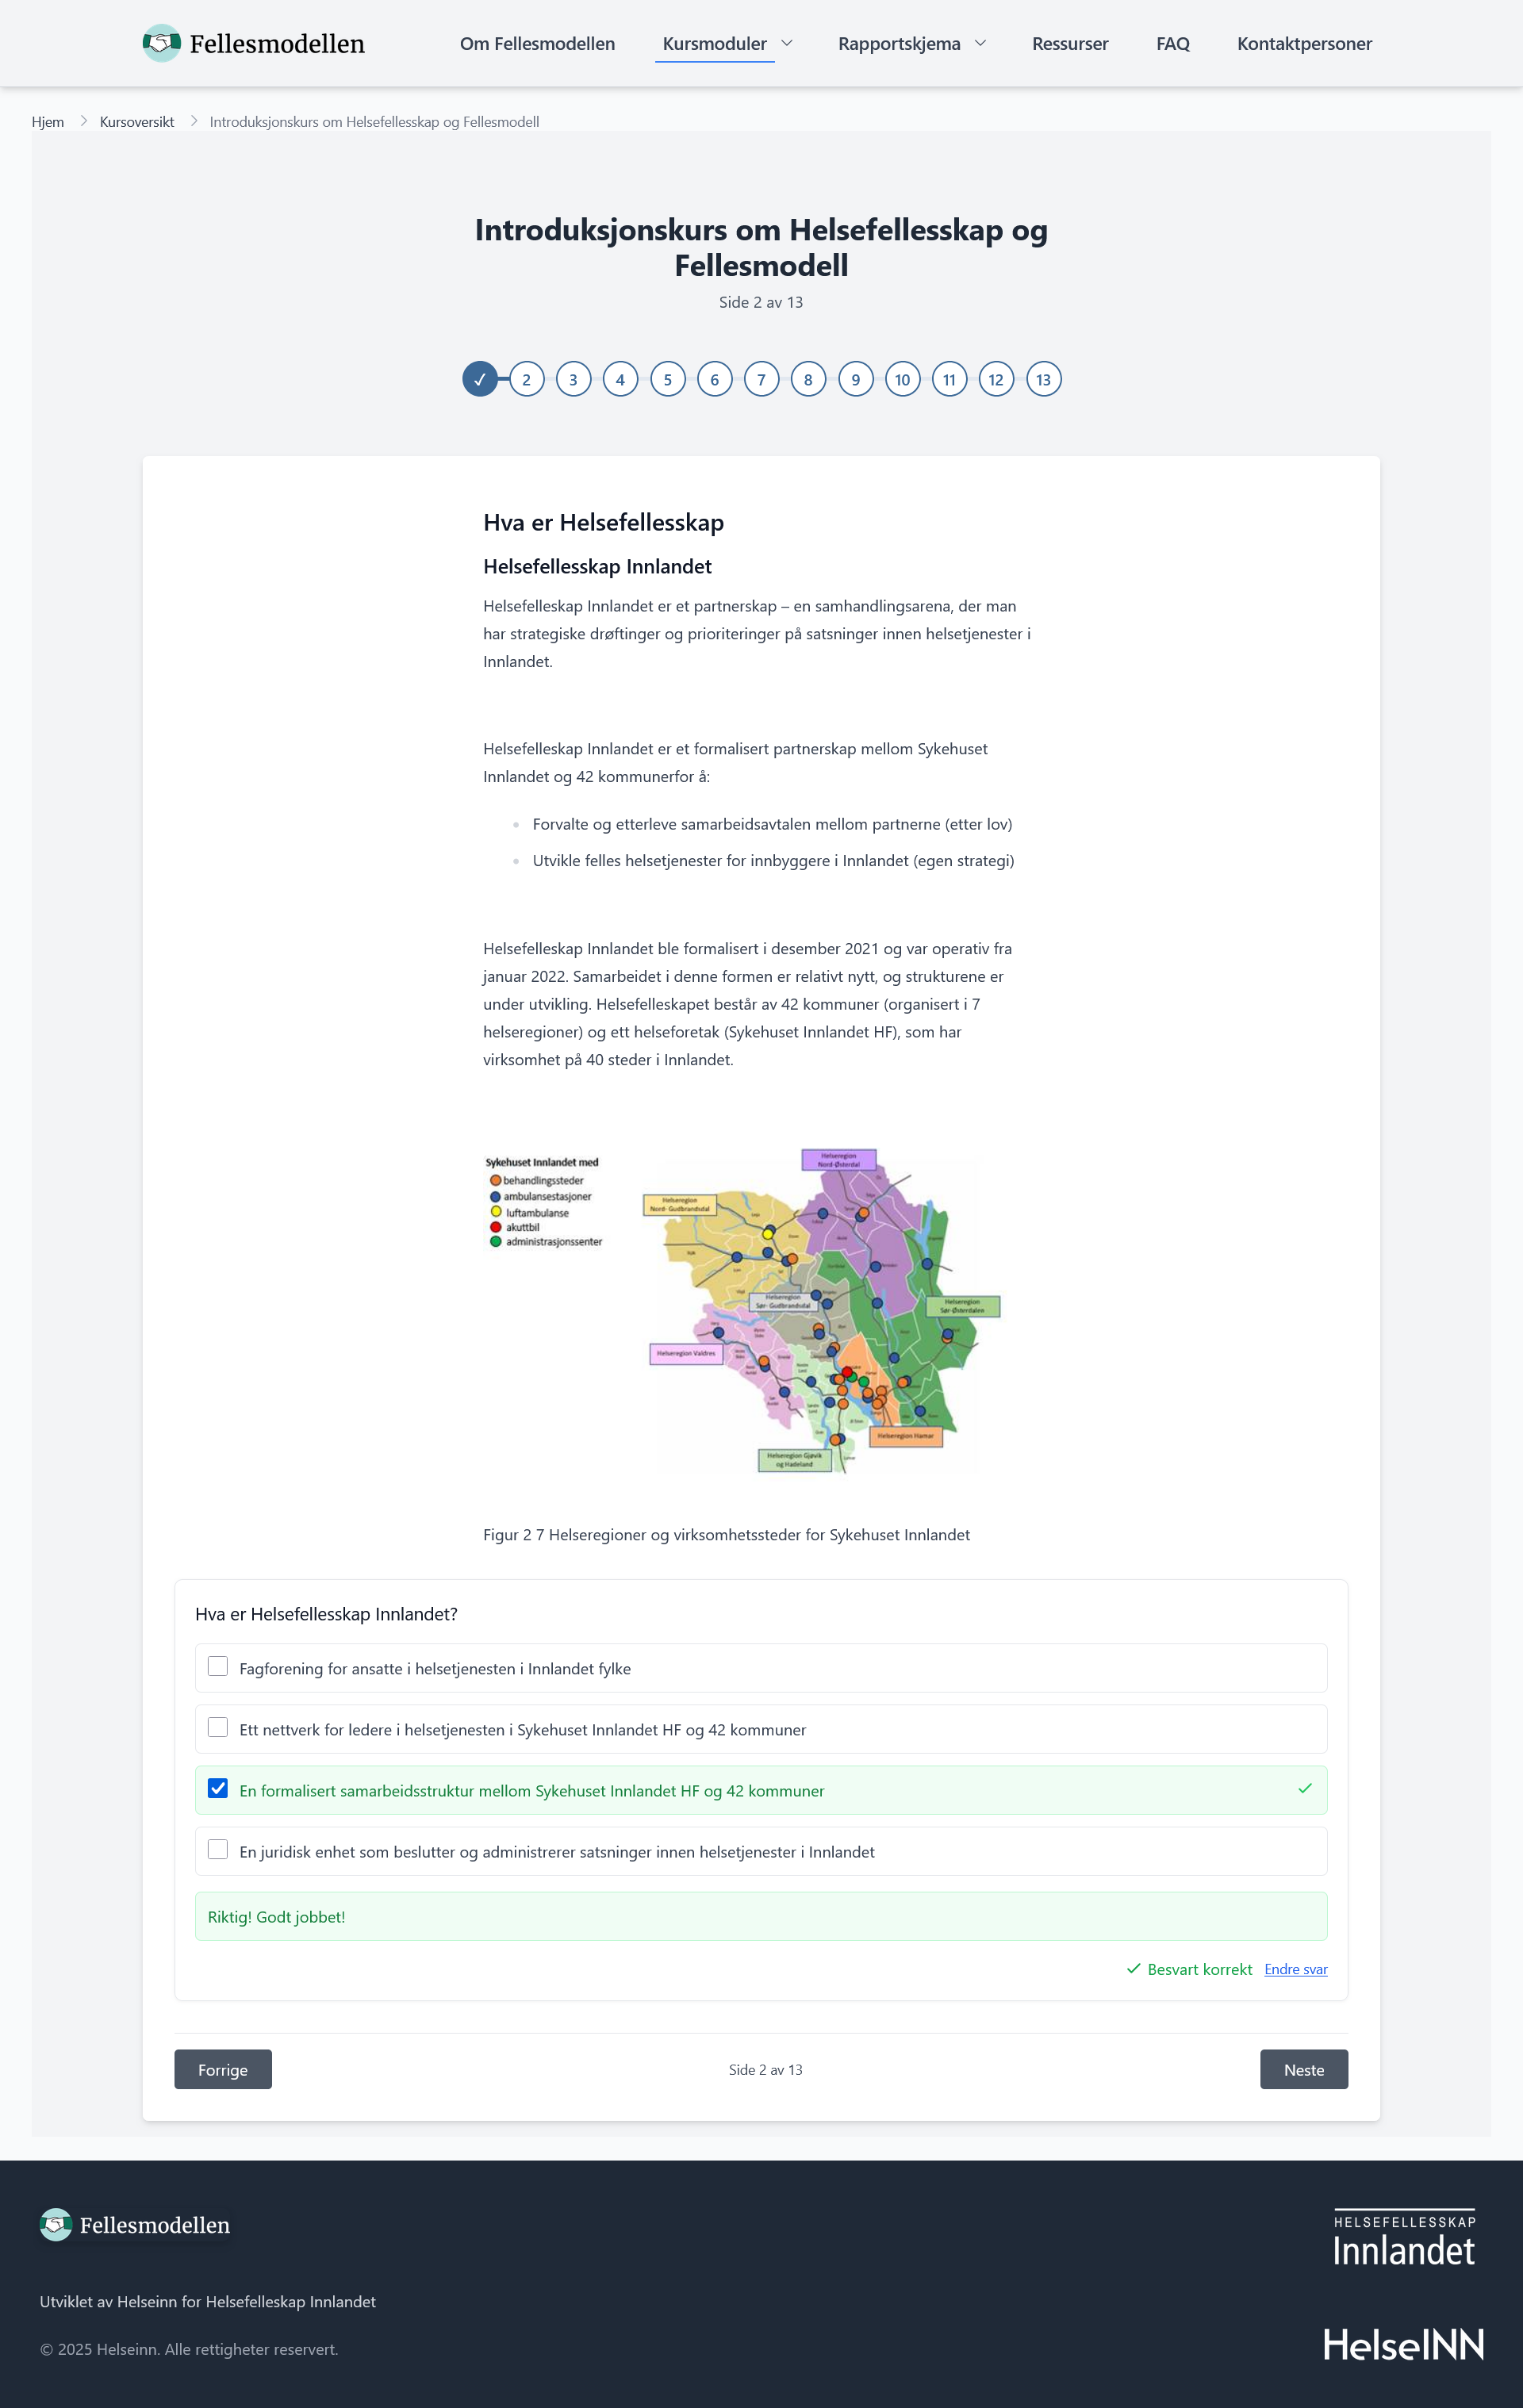 Fellesmodellen
Om Fellesmodellen
Kursmoduler
Rapportskjema
Ressurser
FAQ
Kontaktpersoner
Hjem
Kursoversikt
Introduksjonskurs om Helsefellesskap og Fellesmodell
Introduksjonskurs om Helsefellesskap og
Fellesmodell
Side 2 av 13
✓ 2 3 4 5 6 7 8 9 10 11 12 13
Hva er Helsefellesskap
Helsefellesskap Innlandet
Helsefelleskap Innlandet er et partnerskap – en samhandlingsarena, der man
har strategiske drøftinger og prioriteringer på satsninger innen helsetjenester i
Innlandet.
Helsefelleskap Innlandet er et formalisert partnerskap mellom Sykehuset
Innlandet og 42 kommunerfor å:
Forvalte og etterleve samarbeidsavtalen mellom partnerne (etter lov)
Utvikle felles helsetjenester for innbyggere i Innlandet (egen strategi)
Helsefelleskap Innlandet ble formalisert i desember 2021 og var operativ fra
januar 2022. Samarbeidet i denne formen er relativt nytt, og strukturene er
under utvikling. Helsefelleskapet består av 42 kommuner (organisert i 7
helseregioner) og ett helseforetak (Sykehuset Innlandet HF), som har
virksomhet på 40 steder i Innlandet.
Sykehuset Innlandet med
behandlingssteder
ambulansestasjoner
luftambulanse
akuttbil
administrasjonssenter
Helseregion
Nord-Østerdal
Helseregion
Nord- Gudbrandsdal
Helseregion
Sør- Gudbrandsdal
Helseregion
Sør-Østerdalen
Helseregion Valdres
Helseregion Hamar
Helseregion Gjøvik
og Hadeland
Figur 2 7 Helseregioner og virksomhetssteder for Sykehuset Innlandet
Hva er Helsefellesskap Innlandet?
Fagforening for ansatte i helsetjenesten i Innlandet fylke
Ett nettverk for ledere i helsetjenesten i Sykehuset Innlandet HF og 42 kommuner
En formalisert samarbeidsstruktur mellom Sykehuset Innlandet HF og 42 kommuner
En juridisk enhet som beslutter og administrerer satsninger innen helsetjenester i Innlandet
Riktig! Godt jobbet!
Besvart korrekt
Endre svar
Forrige
Side 2 av 13
Neste
Fellesmodellen
HELSEFELLESSKAP
Innlandet
Utviklet av Helseinn for Helsefelleskap Innlandet
© 2025 Helseinn. Alle rettigheter reservert.
HelseINN